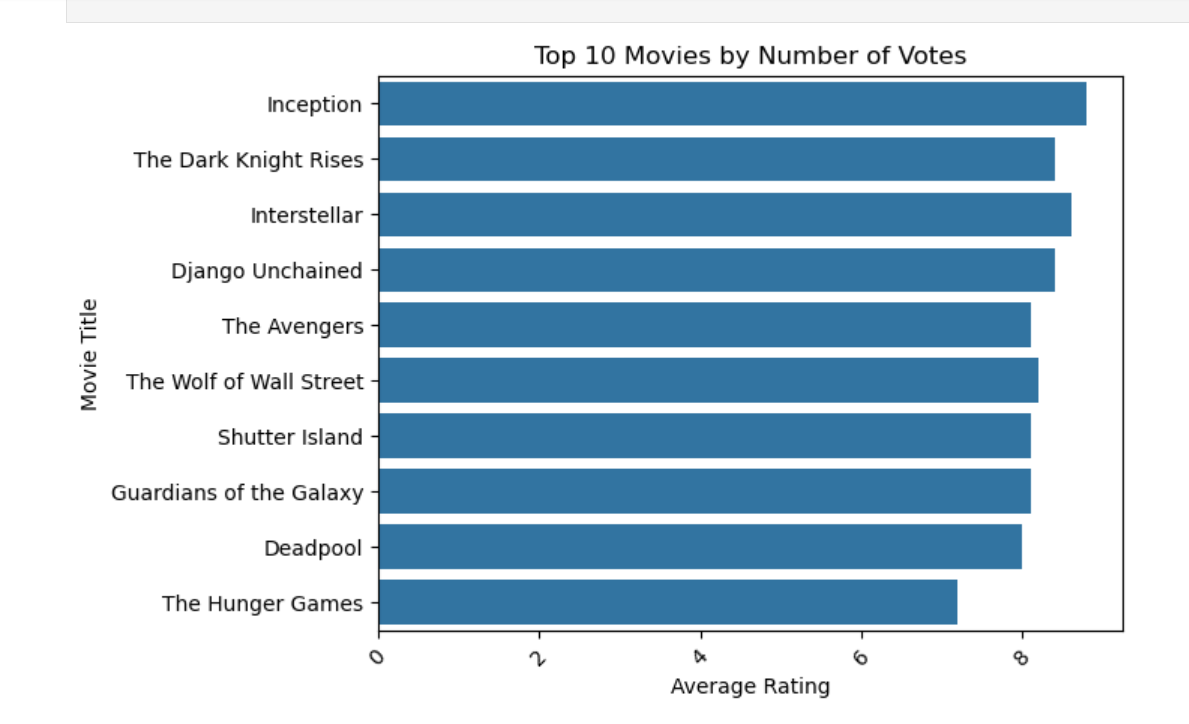 Top 10 Movies by Number of Votes
Movie Title
Inception
The Dark Knight Rises
Interstellar
Django Unchained
The Avengers
The Wolf of Wall Street
Shutter Island
Guardians of the Galaxy
Deadpool
The Hunger Games
0 2 4 6 8
Average Rating